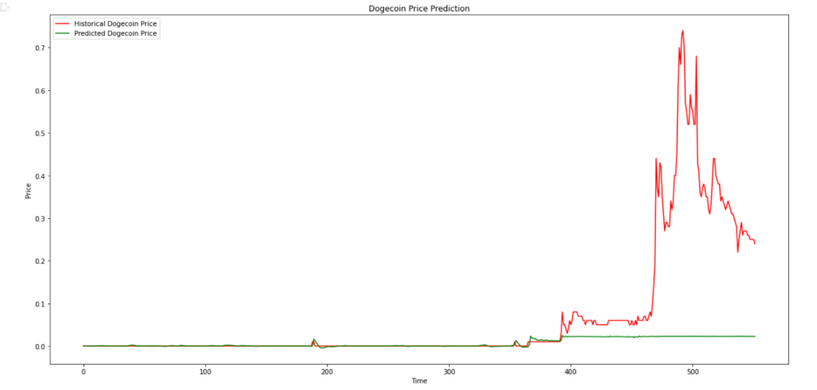 Dogecoin Price Prediction
Historical Dogecoin Price
Predicted Dogecoin Price
0.7
0.6
0.5
0.4
0.3
0.2
0.1
0.0
Price
0 100 200 300 400 500
Time